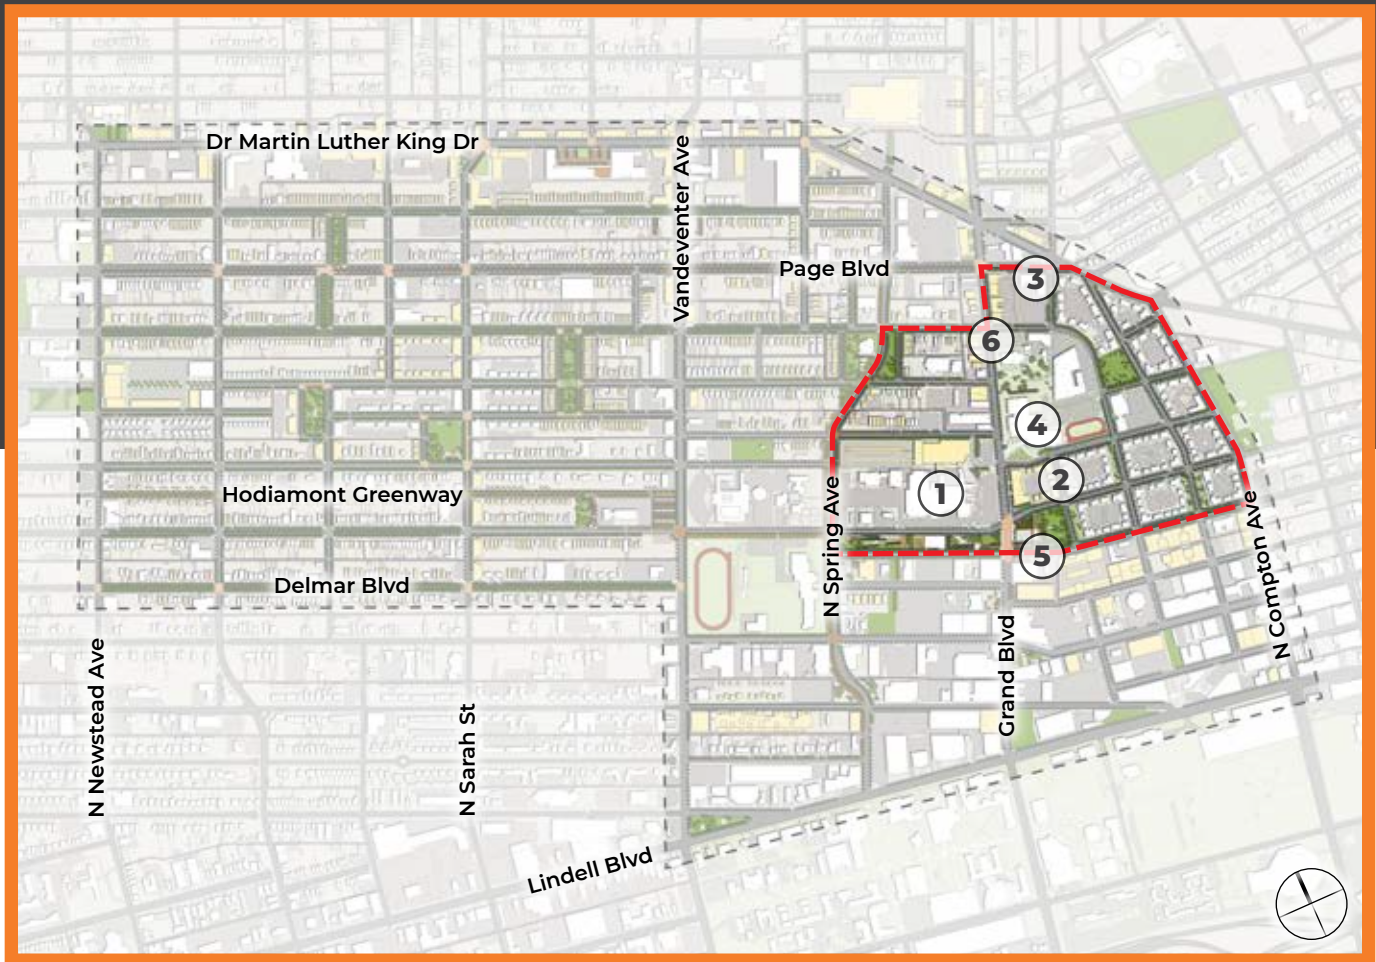 Dr Martin Luther King Dr
Vandeventer Ave
Page Blvd
3
6
4
2
1
Hodiamont Greenway
N Spring Ave
N Compton Ave
5
Delmar Blvd
Grand Blvd
N Newstead Ave
N Sarah St
Lindell Blvd